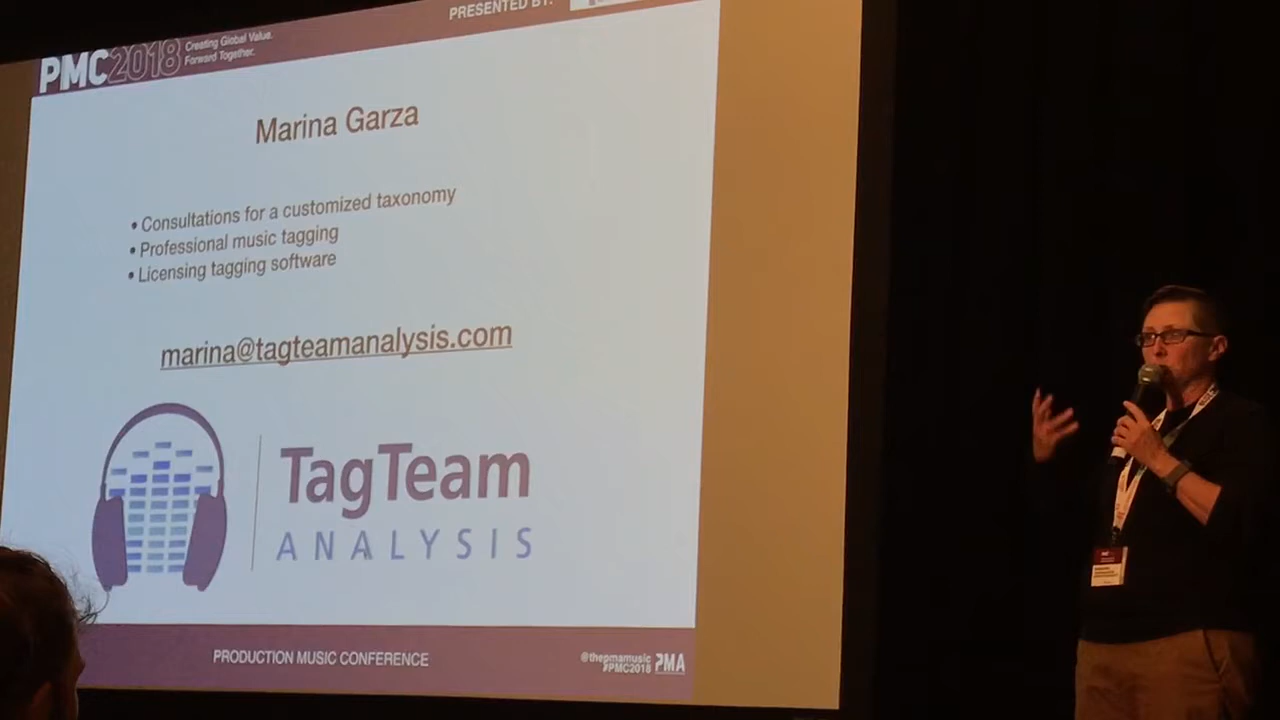 PRESENTED BY:
PMC2018 Creating Global Value.
Forward Together.
Marina Garza
• Consultations for a customized taxonomy
• Professional music tagging
• Licensing tagging software
marina@tagteamanalysis.com
TagTeam
ANALYSIS
PRODUCTION MUSIC CONFERENCE
@thepmamusic
#PMC2018
PMA